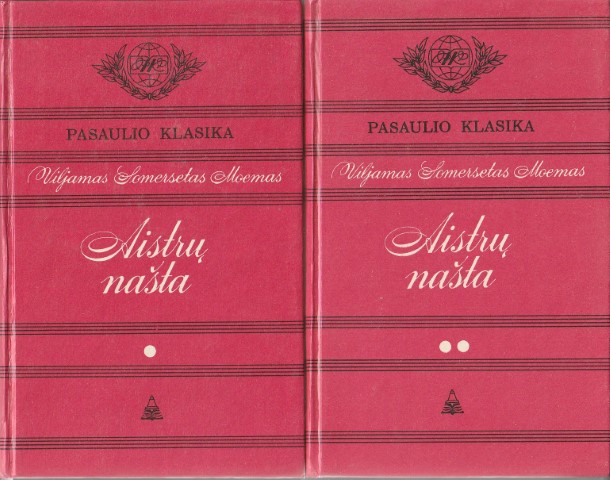 PASAULIO KLASIKA
Viljamas Somersetas Moemas
Aistrų
našta
PASAULIO KLASIKA
Viljamas Somersetas Moemas
Aistrų
našta